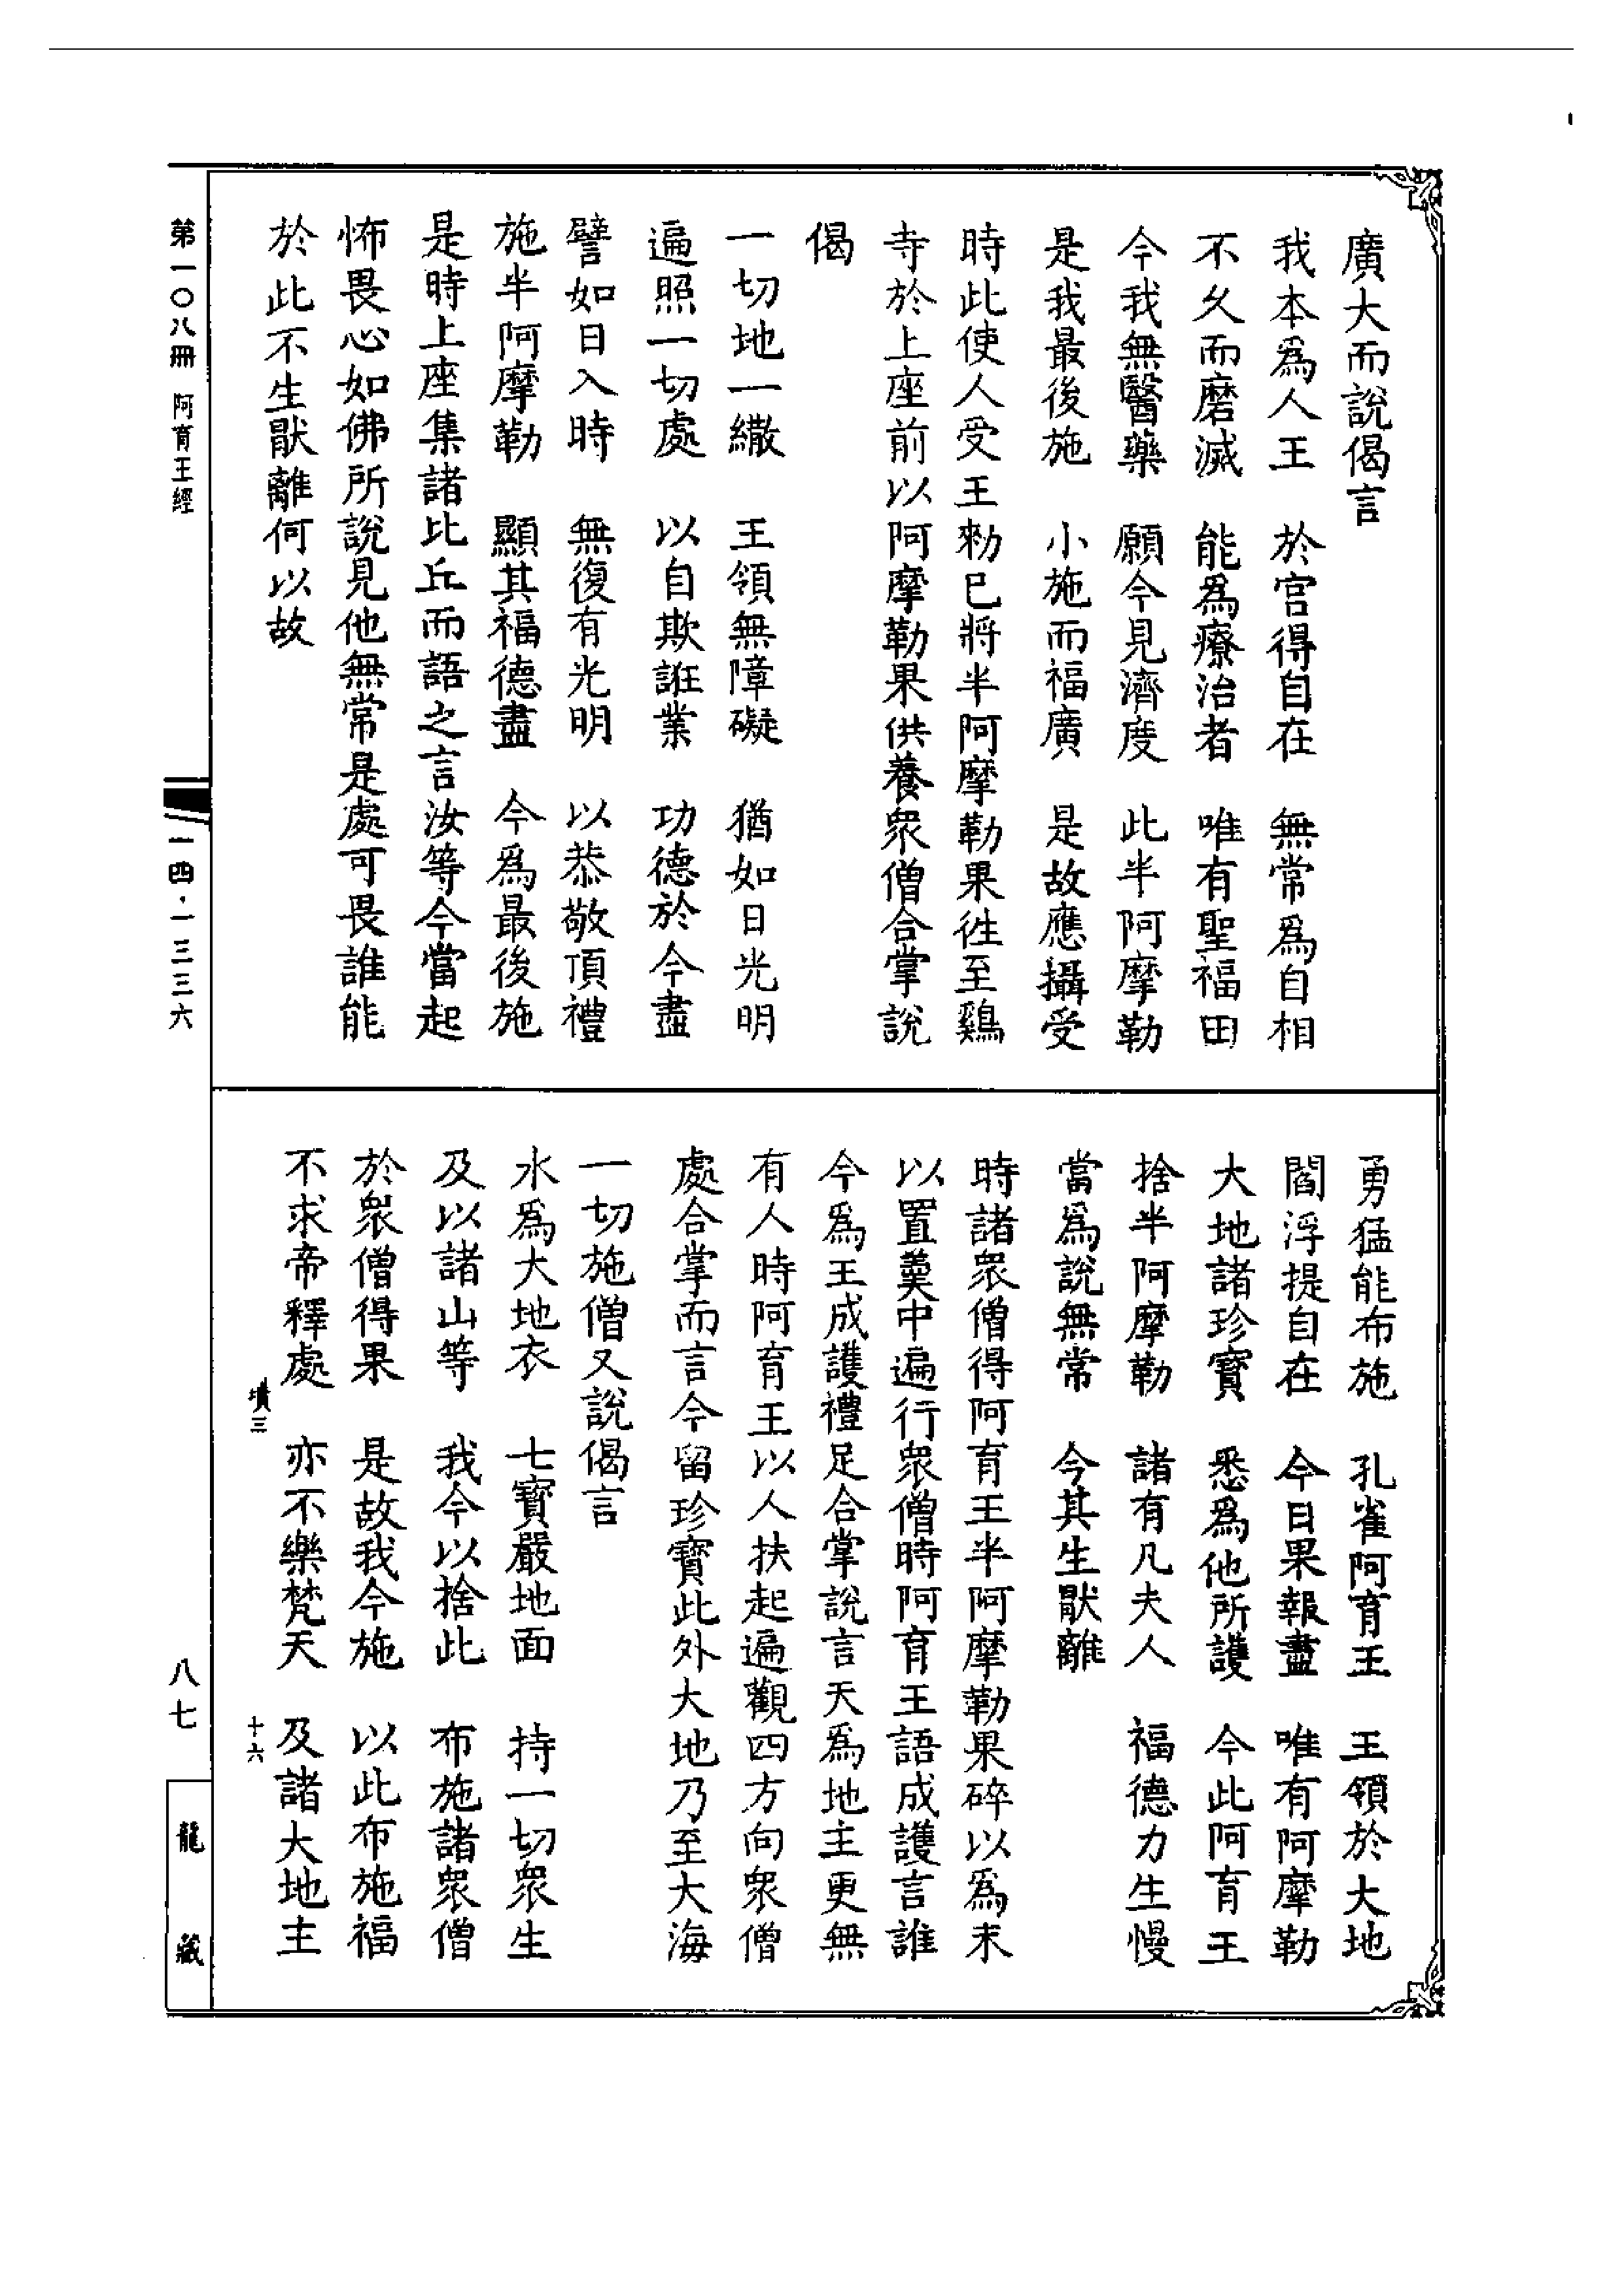 廣大而說偈言
我本爲人王　於宫得自在　無常爲自相
不久而磨滅　能爲療治者　唯有聖福田
今我無醫藥　願今見濟度　此半阿摩勒
是我最後施　小施而福廣　是故應攝受
時此使人受王勑已將半阿摩勒果往至鷄
寺於上座前以阿摩勒果供養衆僧合掌說
偈
一切地一繖　王領無障礙　猶如日光明
遍照一切處　以自欺誑業　功德於今盡
譬如日入時　無復有光明　以恭敬頂禮
施半阿摩勒　顯其福德盡　今爲最後施
是時上座集諸比丘而語之言汝等今當起
怖畏心如佛所說見他無常是處可畏誰能
於此不生猒離何以故
勇猛能布施　孔雀阿育王　王領於大地
閻浮提自在　今日果報盡　唯有阿摩勒
大地諸珍寶　悉爲他所護　今此阿育王
捨半阿摩勒　諸有凡夫人　福德力生慢
當爲說無常　今其生猒離
時諸衆僧得阿育王半阿摩勒果碎以爲末
以置羹中遍行衆僧時阿育王語成護言誰
今爲王成護禮足合掌說言天爲地主更無
有人時阿育王以人扶起遍觀四方向衆僧
處合掌而言今留珍寶此外大地乃至大海
一切施僧又說偈言
水爲大地衣　七寶嚴地面　持一切衆生
及以諸山等　我今以捨此　布施諸衆僧
於衆僧得果　是故我今施　以此布施福
不求帝釋處　亦不樂梵天　及諸大地主
墳三
十六
第一〇八冊　阿育王經
一四·一三三六
八七
龍藏